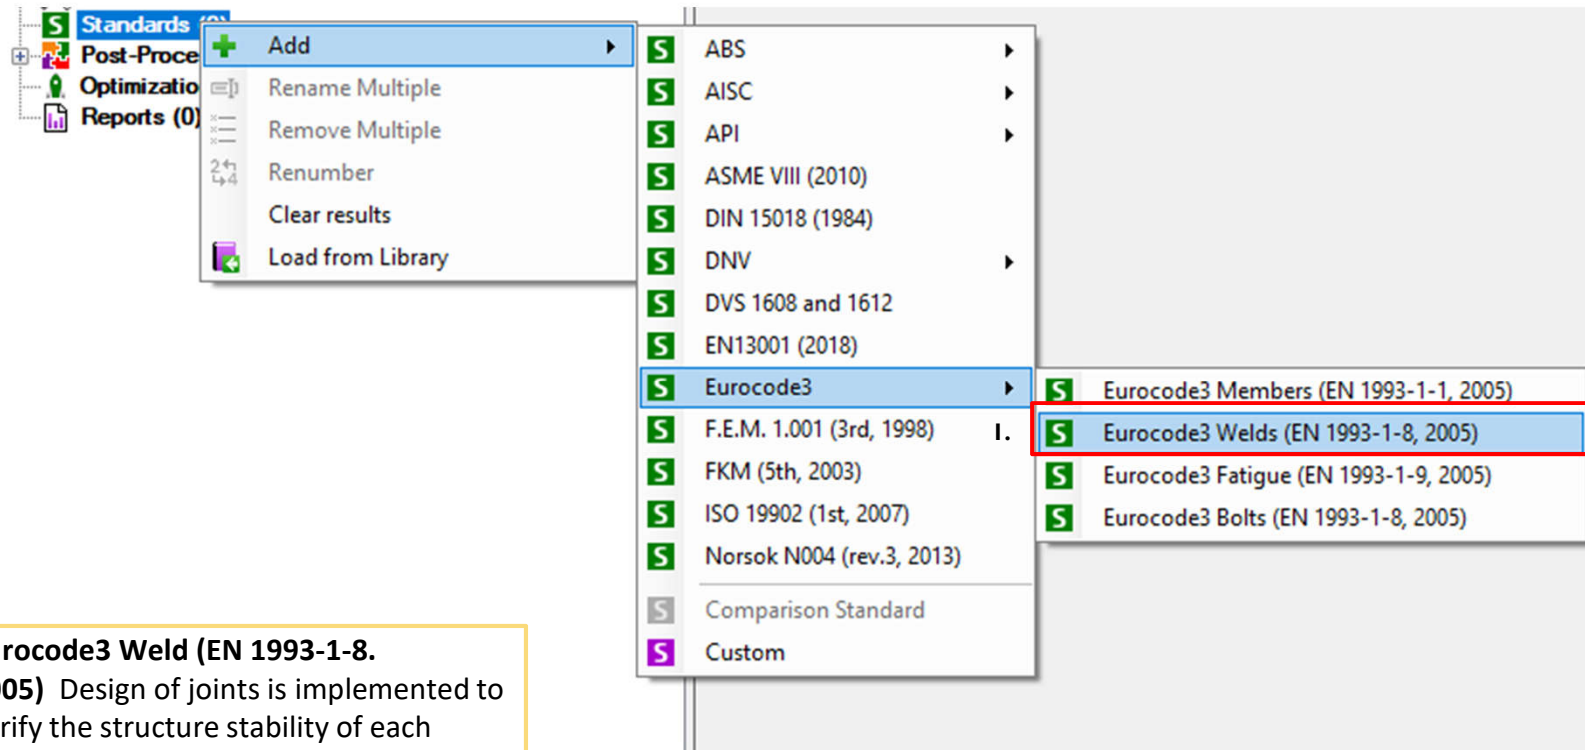 Standards (0)
Post-Proce
Optimizatio
Reports (0)
Add
Rename Multiple
Remove Multiple
Renumber
Clear results
Load from Library
ABS
AISC
API
ASME VIII (2010)
DIN 15018 (1984)
DNV
DVS 1608 and 1612
EN13001 (2018)
Eurocode3
F.E.M. 1.001 (3rd, 1998)
FKM (5th, 2003)
ISO 19902 (1st, 2007)
Norsok N004 (rev.3, 2013)
Comparison Standard
Custom
Eurocode3 Members (EN 1993-1-1, 2005)
I.
Eurocode3 Welds (EN 1993-1-8, 2005)
Eurocode3 Fatigue (EN 1993-1-9, 2005)
Eurocode3 Bolts (EN 1993-1-8, 2005)
rocode3 Weld (EN 1993-1-8.
005) Design of joints is implemented to
rify the structure stability of each